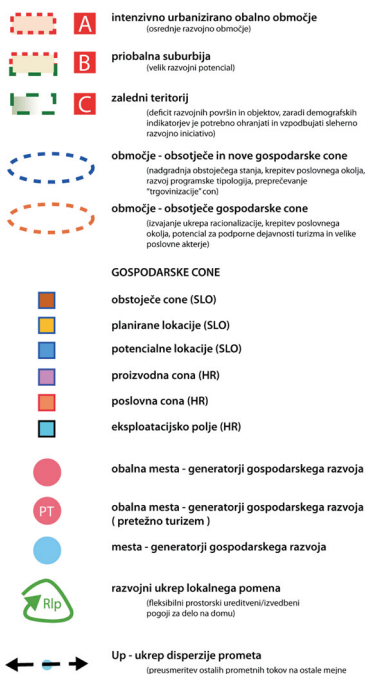 A intenzivno urbanizirano obalno območje
(osrednje razvojno območje)
B priobalna suburbija
(velik razvojni potencial)
C zaledni teritorij
(deficit razvojnih površin in objektov, zaradi demografskih
indikatorjev je potrebno ohranjati in vzpodbujati sleherno
razvojno iniciativo)
območje - obsotječe in nove gospodarske cone
(nadgradnja obstoječega stanja, krepitev poslovnega okolja,
razvoj programske tipologija, preprečevanje
"trgovinizacije" con)
območje - obsotječe gospodarske cone
(izvajanje ukrepa racionalizacije, krepitev poslovnega
okolja, potencial za podporne dejavnosti turizma in velike
poslovne akterje)
GOSPODARSKE CONE
obstoječe cone (SLO)
planirane lokacije (SLO)
potencialne lokacije (SLO)
proizvodna cona (HR)
poslovna cona (HR)
eksploatacijsko polje (HR)
obalna mesta - generatorji gospodarskega razvoja
PT obalna mesta - generatorji gospodarskega razvoja
( pretežno turizem )
mesta - generatorji gospodarskega razvoja
Rlp razvojni ukrep lokalnega pomena
(fleksibilni prostorski ureditveni/izvedbeni
pogoji za delo na domu)
Up - ukrep disperzije prometa
(preusmeritev ostalih prometnih tokov na ostale mejne